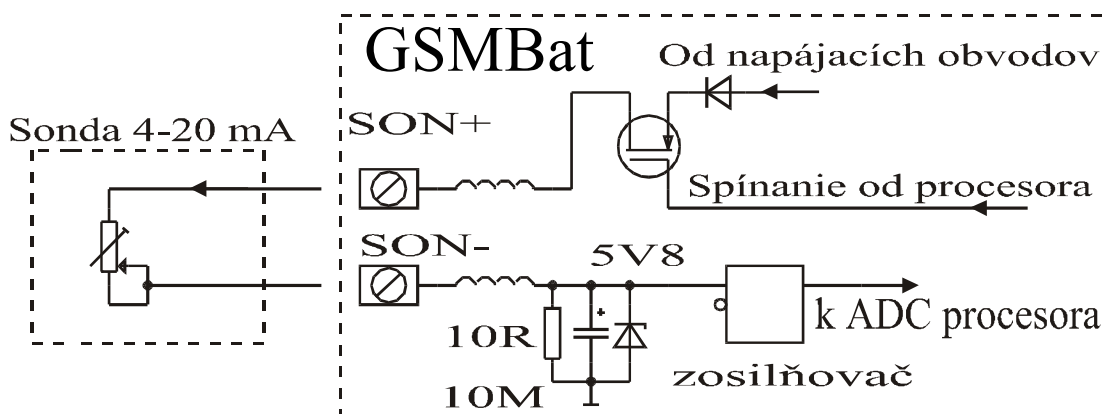 GSMBat
Od napájacích obvodov
Sonda 4-20 mA
SON+
Spínanie od procesora
SON-
5V8
10R
+
k ADC procesora
10M
zosilňovač